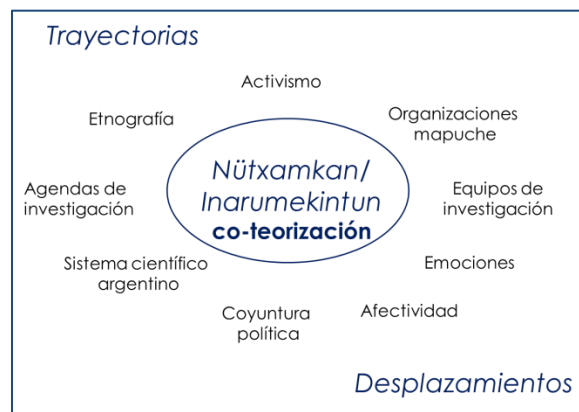 Trayectorias
Activismo
Etnografía
Organizaciones
mapuche
Nütxamkan/
Inarumekintun
co-teorización
Agendas de
investigación
Equipos de
investigación
Sistema científico
argentino
Emociones
Coyuntura
política
Afectividad
Desplazamientos